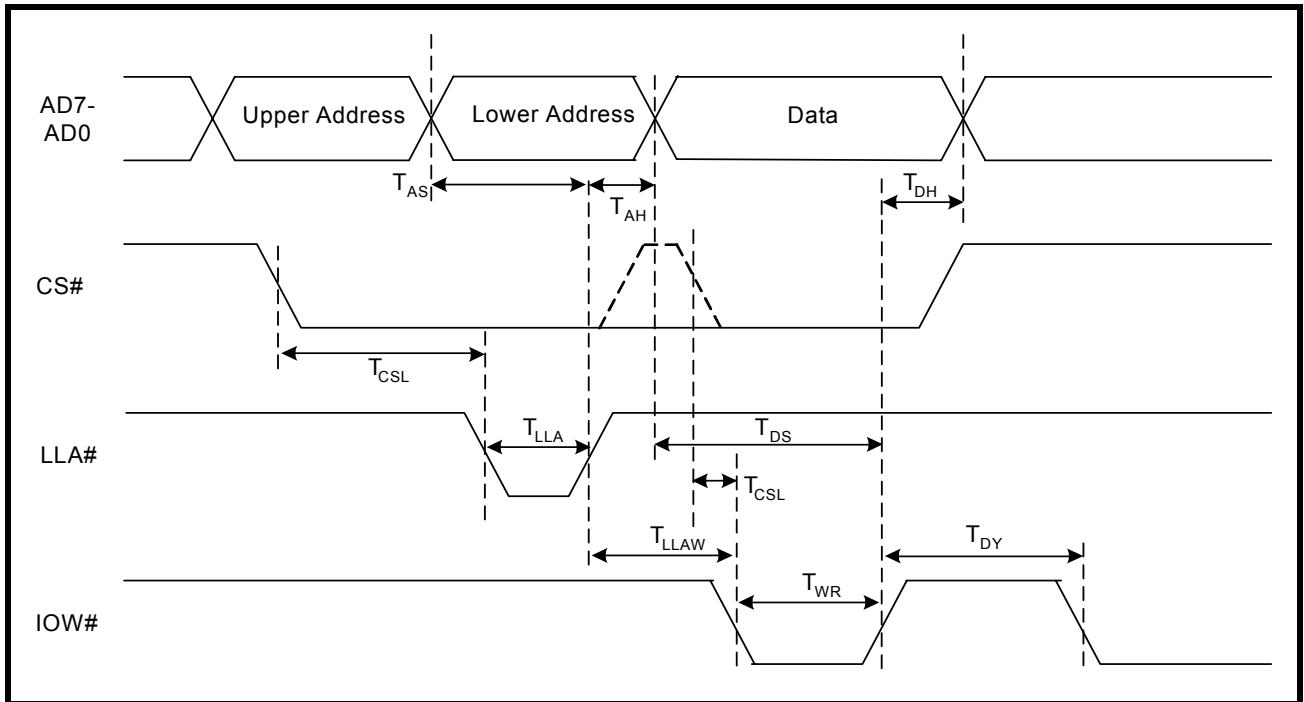 AD7-
AD0
Upper Address
Lower Address
Data
TAS
TAH
TDH
CS#
TCSL
LLA#
TLLA
TDS
TCSL
TLLAW
TDY
TWR
IOW#